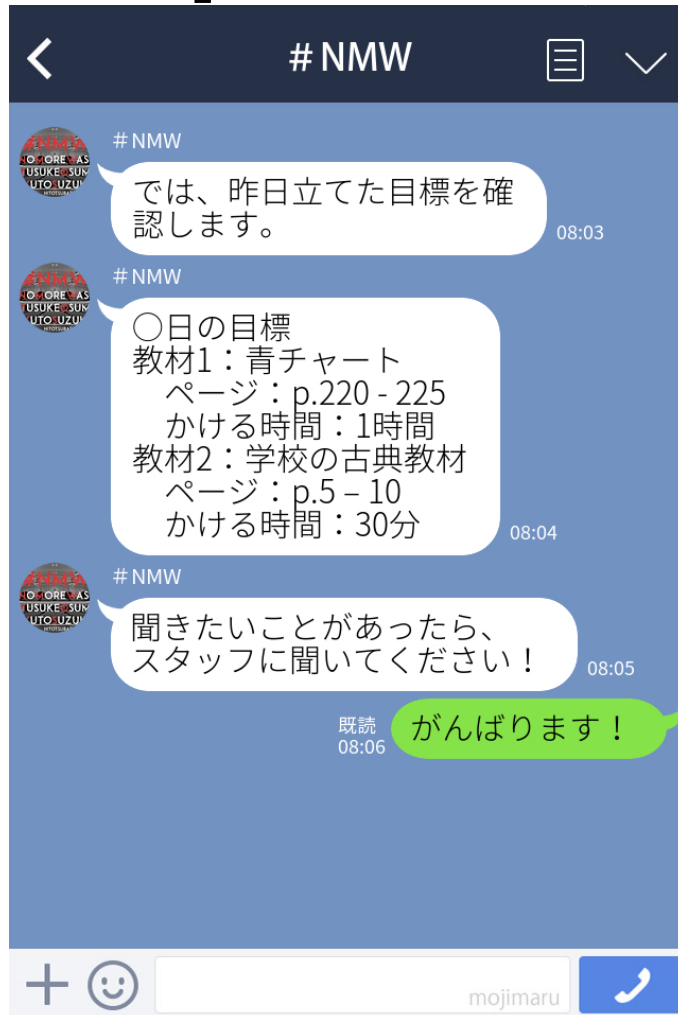 #NMW
#NMW
では、昨日立てた目標を確
認します。
08:03
#NMW
○日の目標
教材1：青チャート
ページ：p.220 - 225
かける時間：1時間
教材2：学校の古典教材
ページ：p.5 – 10
かける時間：30分
08:04
#NMW
聞きたいことがあったら、
スタッフに聞いてください！
08:05
既読
08:06
がんばります！
mojimaru